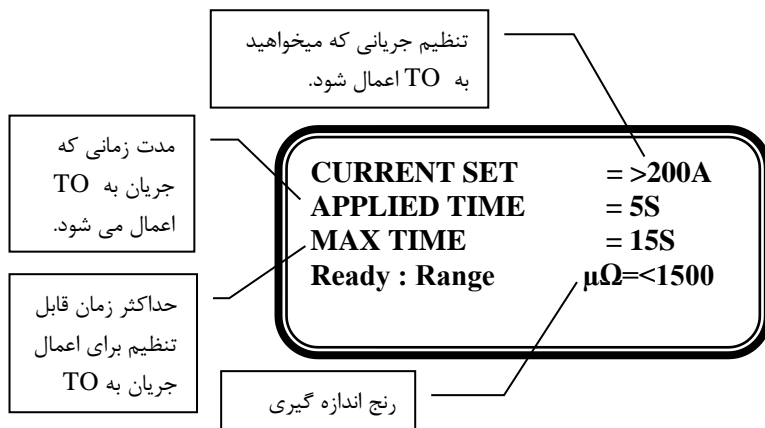 تنظیم جریانی که میخواهید
به TO اعمال شود.
مدت زمانی که
جریان به TO
اعمال می شود.
حداکثر زمان قابل
تنظیم برای اعمال
جریان به TO
CURRENT SET = >200A
APPLIED TIME = 5S
MAX TIME = 15S
Ready : Range µΩ=<1500
رنج اندازه گیری